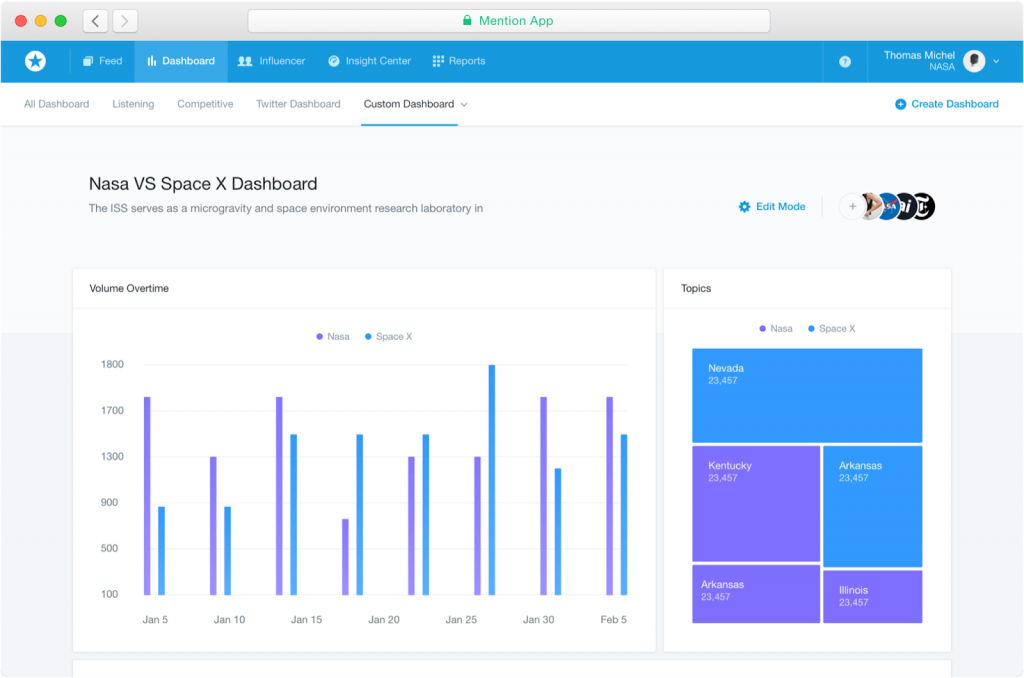 Mention App
Feed
Dashboard
Influencer
Insight Center
Reports
?
Thomas Michel
NASA
All Dashboard
Listening
Competitive
Twitter Dashboard
Custom Dashboard
Create Dashboard
Nasa VS Space X Dashboard
The ISS serves as a microgravity and space environment research laboratory in
Edit Mode
+
Volume Overtime
Nasa
Space X
1800
1700
1300
900
500
100
Jan 5
Jan 10
Jan 15
Jan 20
Jan 25
Jan 30
Feb 5
Topics
Nasa
Space X
Nevada
23,457
Kentucky
23,457
Arkansas
23,457
Arkansas
23,457
Illinois
23,457